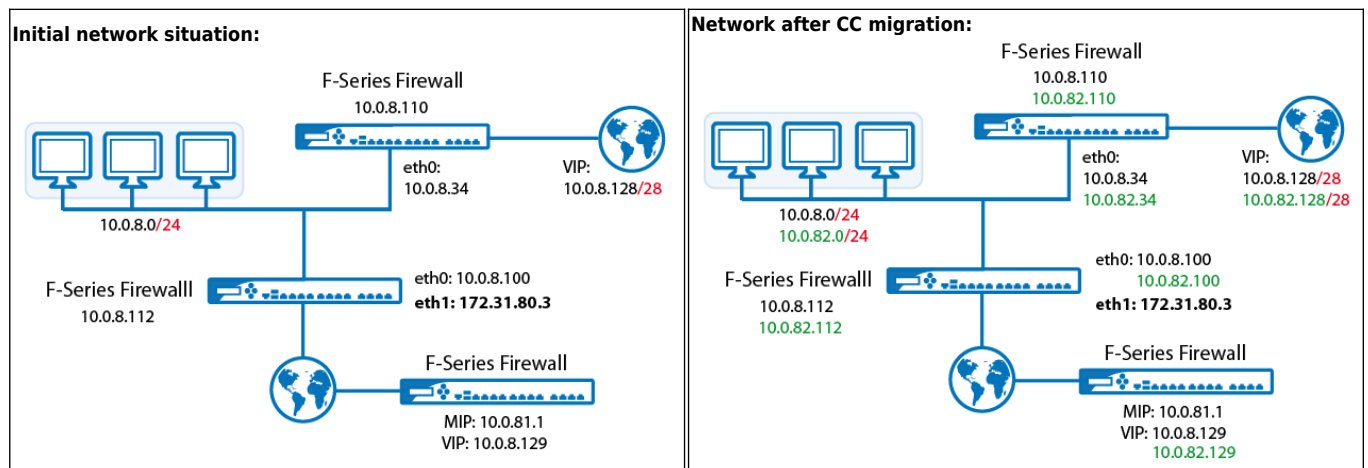 Initial network situation:
F-Series Firewall
10.0.8.110
eth0:
10.0.8.34
VIP:
10.0.8.128/28
10.0.8.0/24
F-Series Firewalll
10.0.8.112
eth0: 10.0.8.100
eth1: 172.31.80.3
F-Series Firewall
MIP: 10.0.81.1
VIP: 10.0.8.129
Network after CC migration:
F-Series Firewall
10.0.8.110
10.0.82.110
eth0:
10.0.8.34
10.0.82.34
VIP:
10.0.8.128/28
10.0.82.128/28
10.0.8.0/24
10.0.82.0/24
F-Series Firewalll
10.0.8.112
10.0.82.112
eth0: 10.0.8.100
10.0.82.100
eth1: 172.31.80.3
F-Series Firewall
MIP: 10.0.81.1
VIP: 10.0.8.129
10.0.82.129